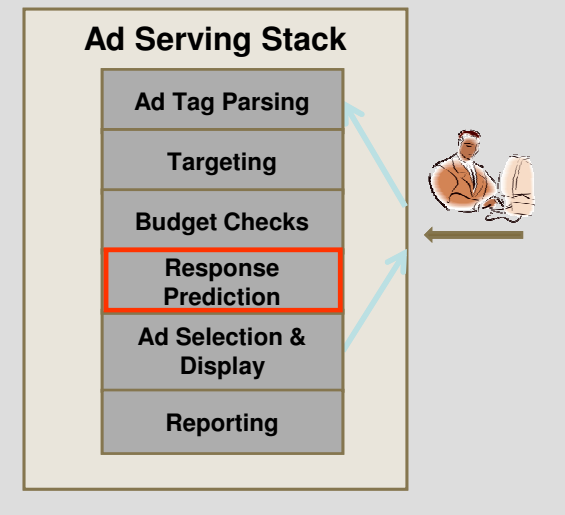 Ad Serving Stack
Ad Tag Parsing
Targeting
Budget Checks
Response
Prediction
Ad Selection &
Display
Reporting